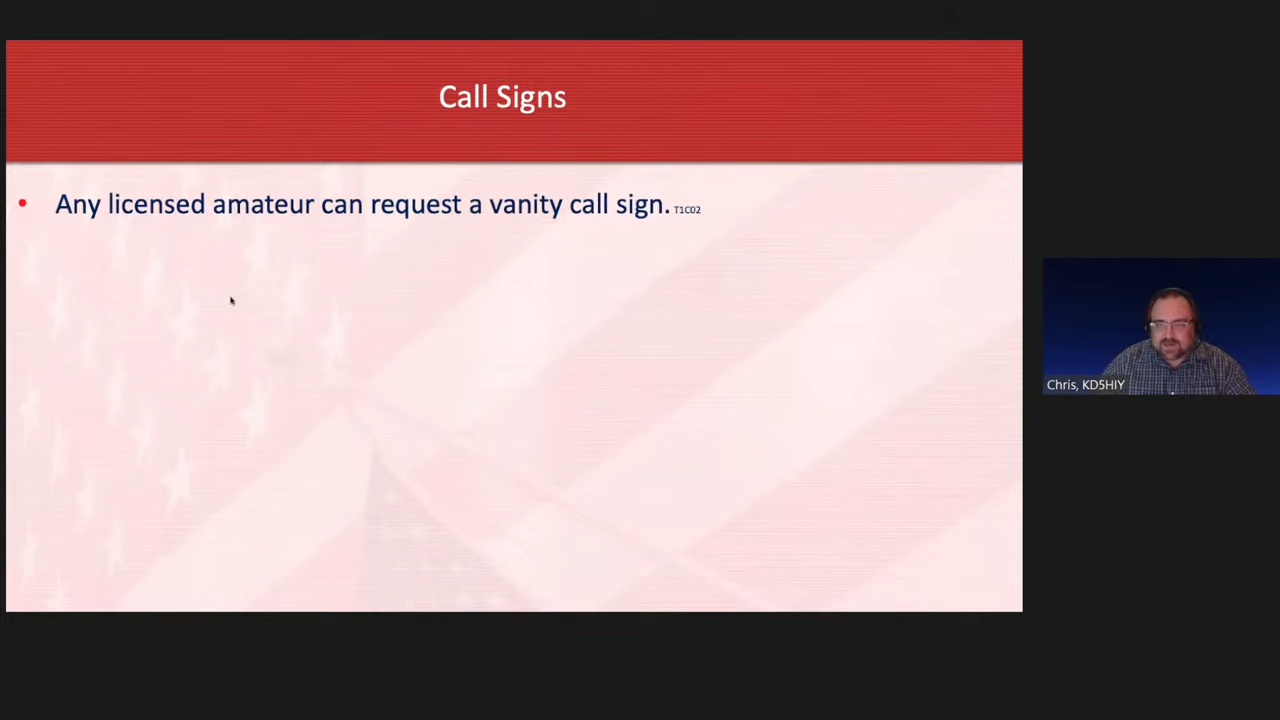 Call Signs
• Any licensed amateur can request a vanity call sign. T1C02
Chris, KD5HIY